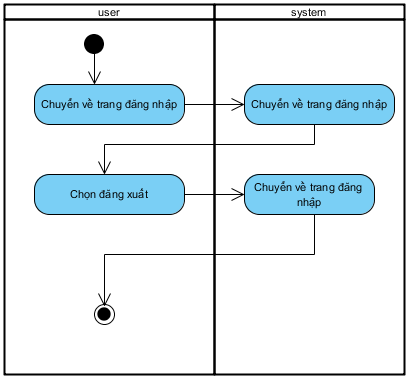 user
system
Chuyển về trang đăng nhập
Chuyển về trang đăng nhập
Chọn đăng xuất
Chuyển về trang đăng
nhập